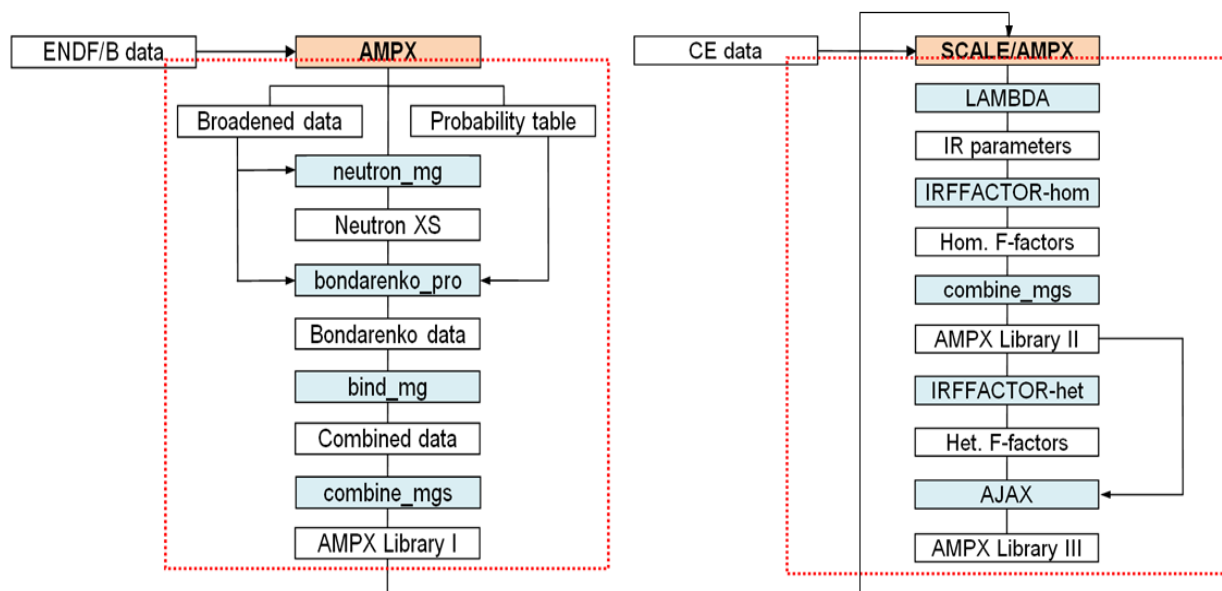 ENDF/B data
AMPX
Broadened data
Probability table
neutron_mg
Neutron XS
bondarenko_pro
Bondarenko data
bind_mg
Combined data
combine_mgs
AMPX Library I
CE data
SCALE/AMPX
LAMBDA
IR parameters
IRFFACTOR-hom
Hom. F-factors
combine_mgs
AMPX Library II
IRFFACTOR-het
Het. F-factors
AJAX
AMPX Library III